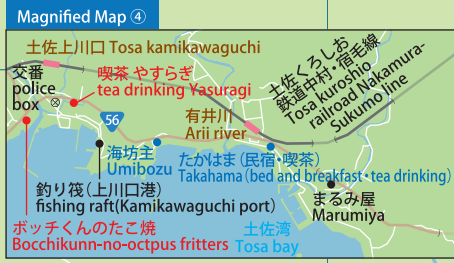 Magnified Map ④
土佐上川口 Tosa kamikawaguchi
交番
police
box
喫茶 やすらぎ
tea drinking Yasuragi
土佐くろしお
鉄道中村・宿毛線
Tosa kuroshio
railroad Nakamura-
Sukumo line
有井川
Arii river
56
海坊主
Umibozu
たかはま（民宿・喫茶）
Takahama(bed and breakfast・tea drinking)
釣り筏（上川口港）
fishing raft(Kamikawaguchi port)
まるみ屋
Marumiya
ボッチくんのたこ焼
Bocchikunn-no-octpus fritters
土佐湾
Tosa bay